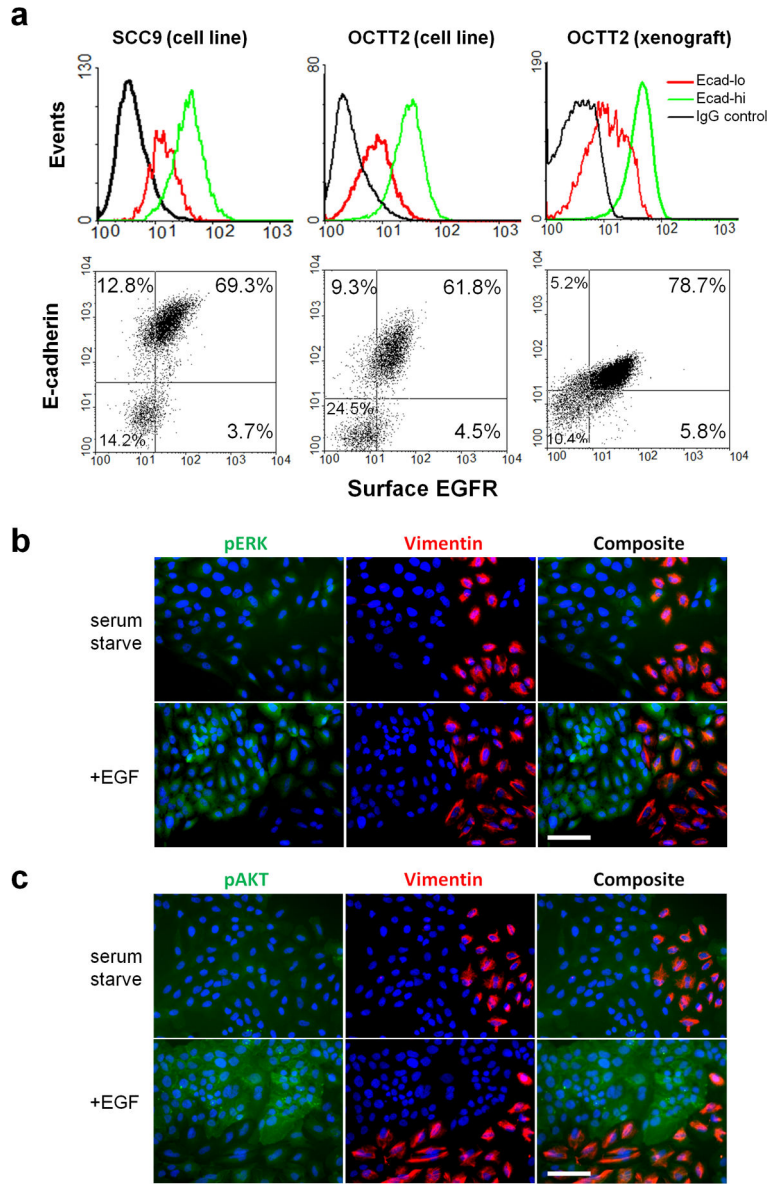 a
SCC9 (cell line)
OCTT2 (cell line)
OCTT2 (xenograft)
Events
130
0
10⁰ 10¹ 10² 10³
80
0
10⁰ 10¹ 10² 10³
190
0
10⁰ 10¹ 10² 10³
Ecad-lo
Ecad-hi
IgG control
E-cadherin
10⁰ 10¹ 10² 10³ 10⁴
12.8% 69.3%
14.2% 3.7%
10⁰ 10¹ 10² 10³ 10⁴
10⁰ 10¹ 10² 10³ 10⁴
9.3% 61.8%
24.5% 4.5%
10⁰ 10¹ 10² 10³ 10⁴
10⁰ 10¹ 10² 10³ 10⁴
5.2% 78.7%
10.4% 5.8%
10⁰ 10¹ 10² 10³ 10⁴
Surface EGFR
b
pERK Vimentin Composite
serum
starve
+EGF
c
pAKT Vimentin Composite
serum
starve
+EGF